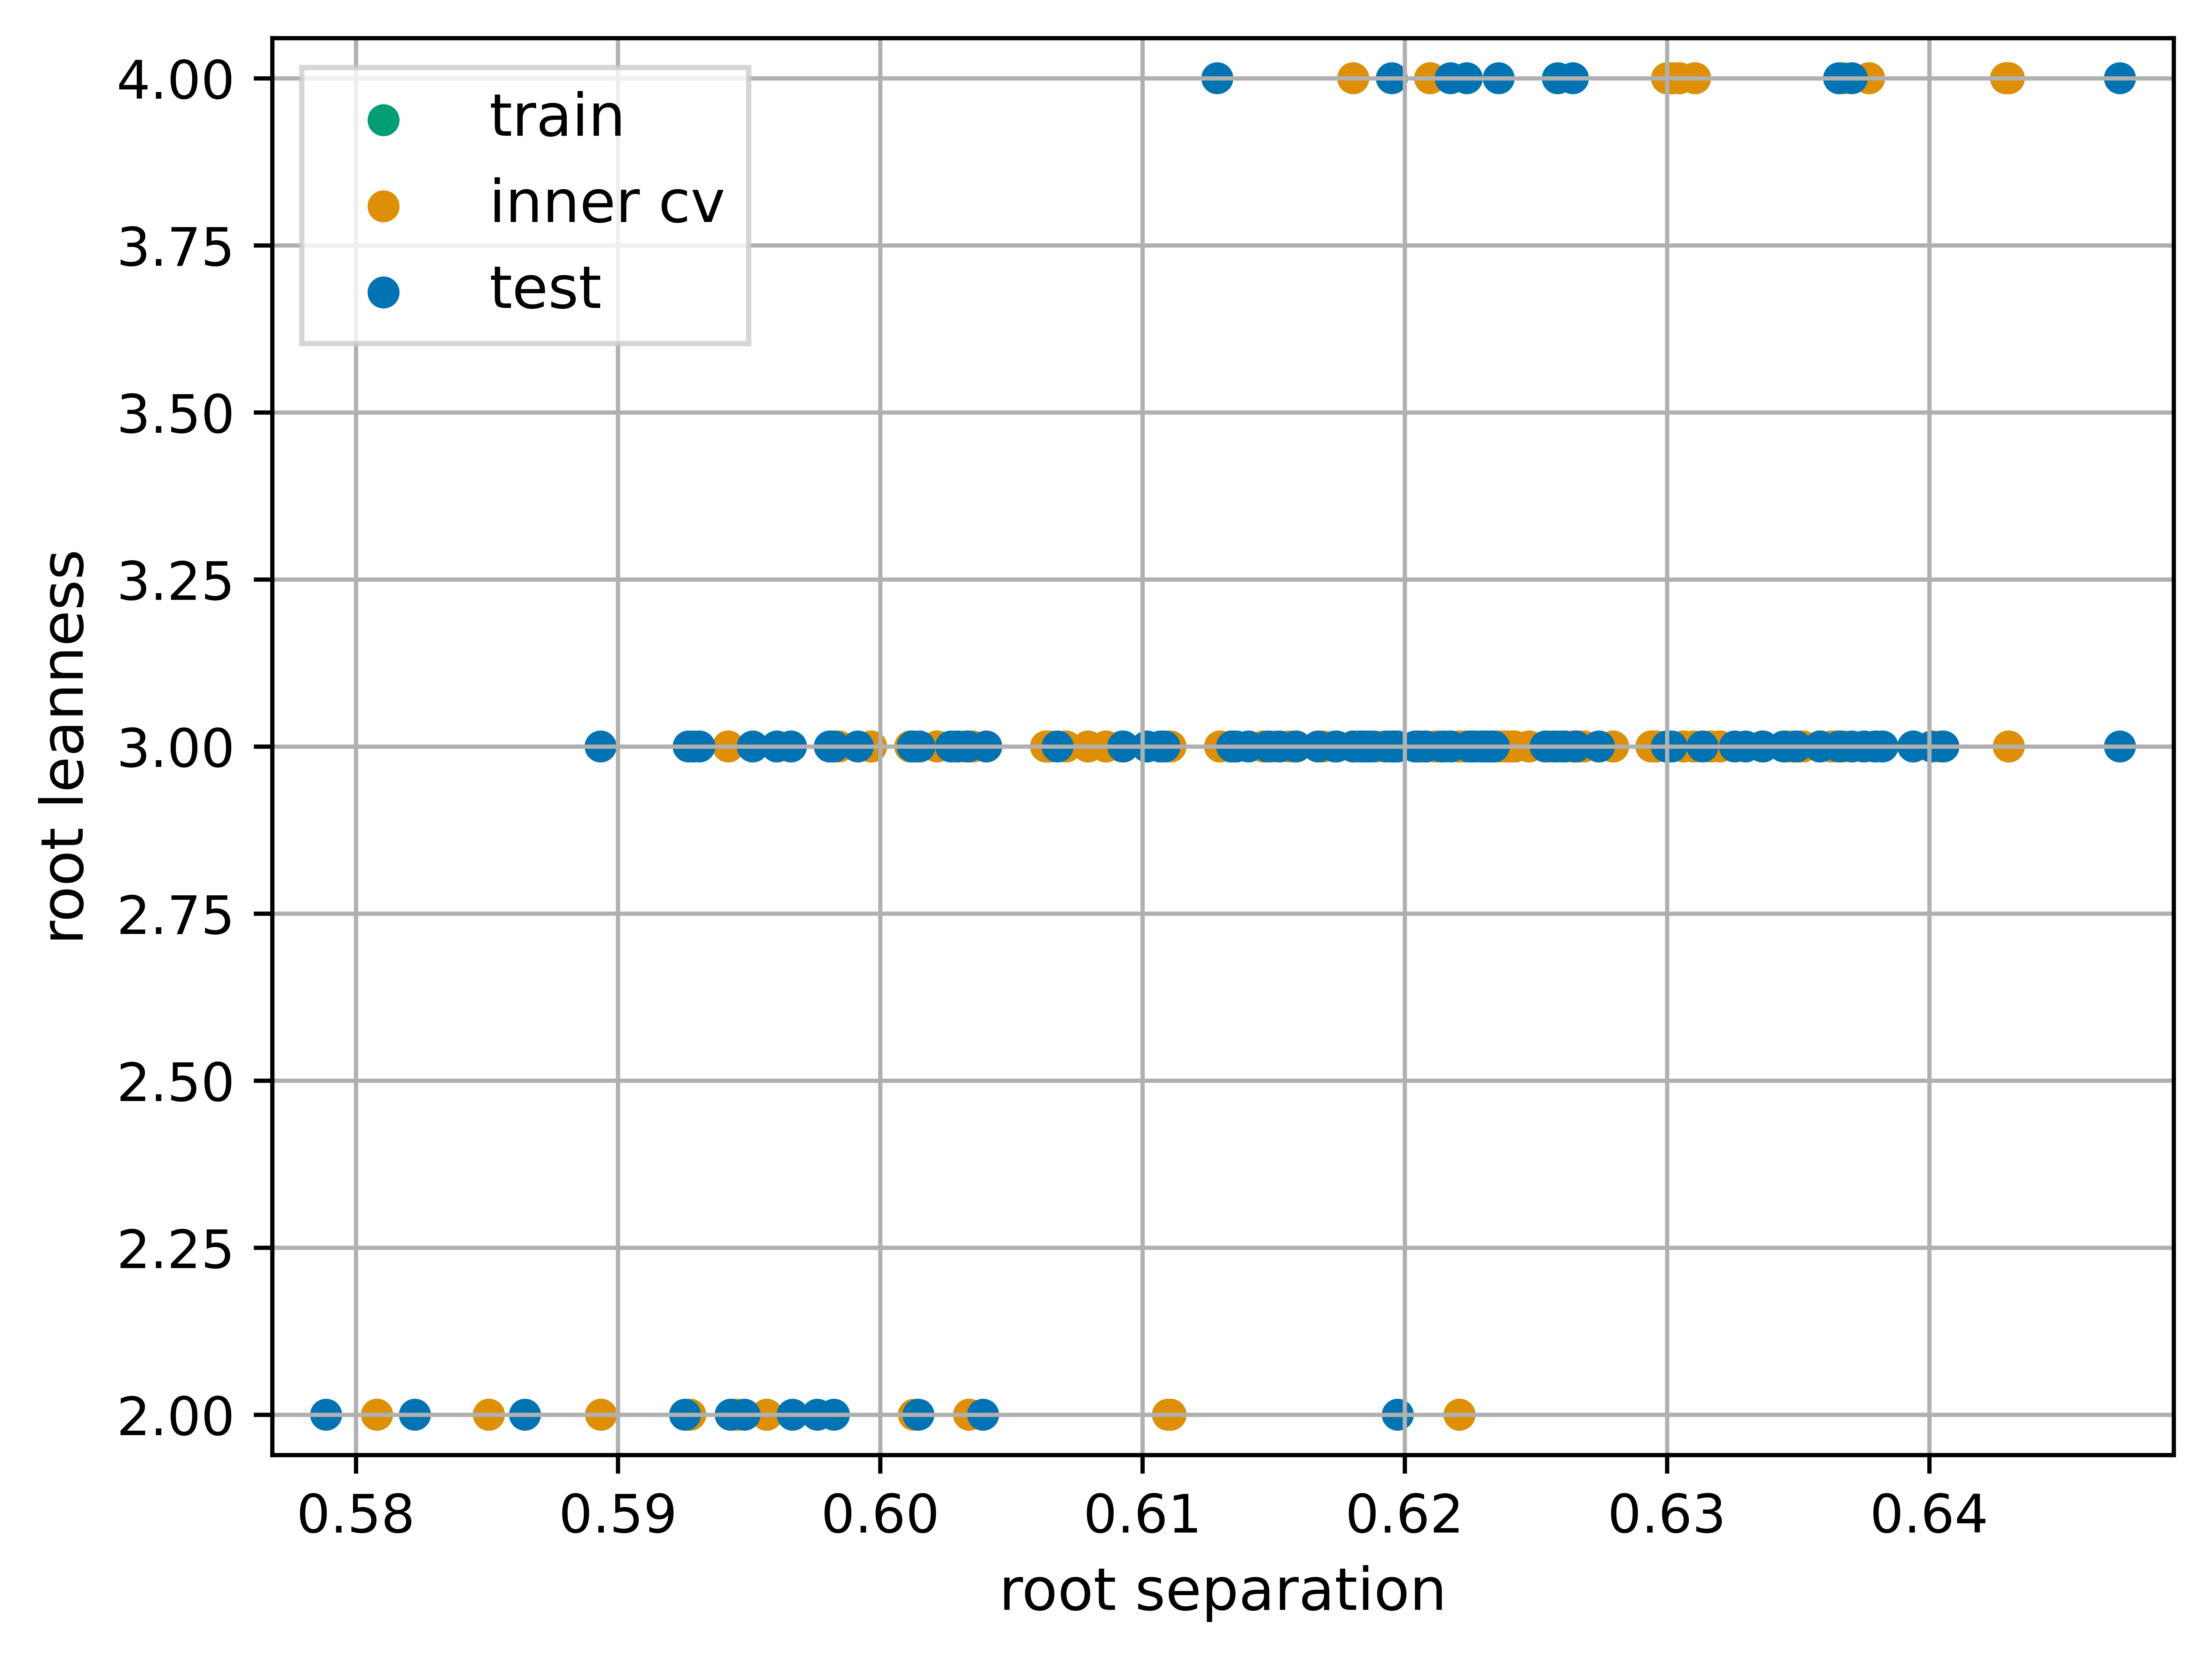 4.00
3.75
3.50
3.25
3.00
2.75
2.50
2.25
2.00
root leanness
train
inner cv
test
0.58 0.59 0.60 0.61 0.62 0.63 0.64
root separation